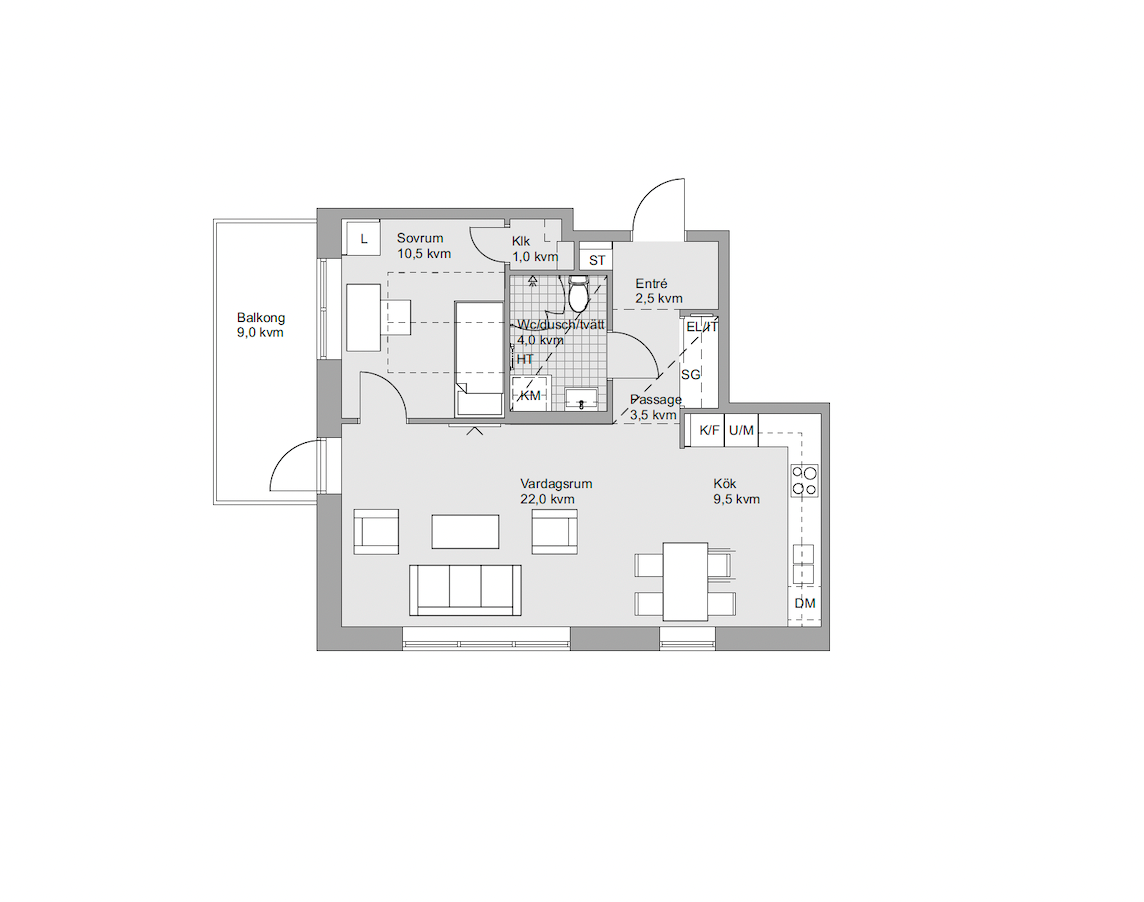 L
Sovrum
10,5 kvm
Klk
1,0 kvm
ST
Entré
2,5 kvm
Balkong
9,0 kvm
Wc/dusch/tvätt
4,0 kvm
HT
KM
EL/IT
SG
Passage
3,5 kvm
K/F
U/M
Vardagsrum
22,0 kvm
Kök
9,5 kvm
DM